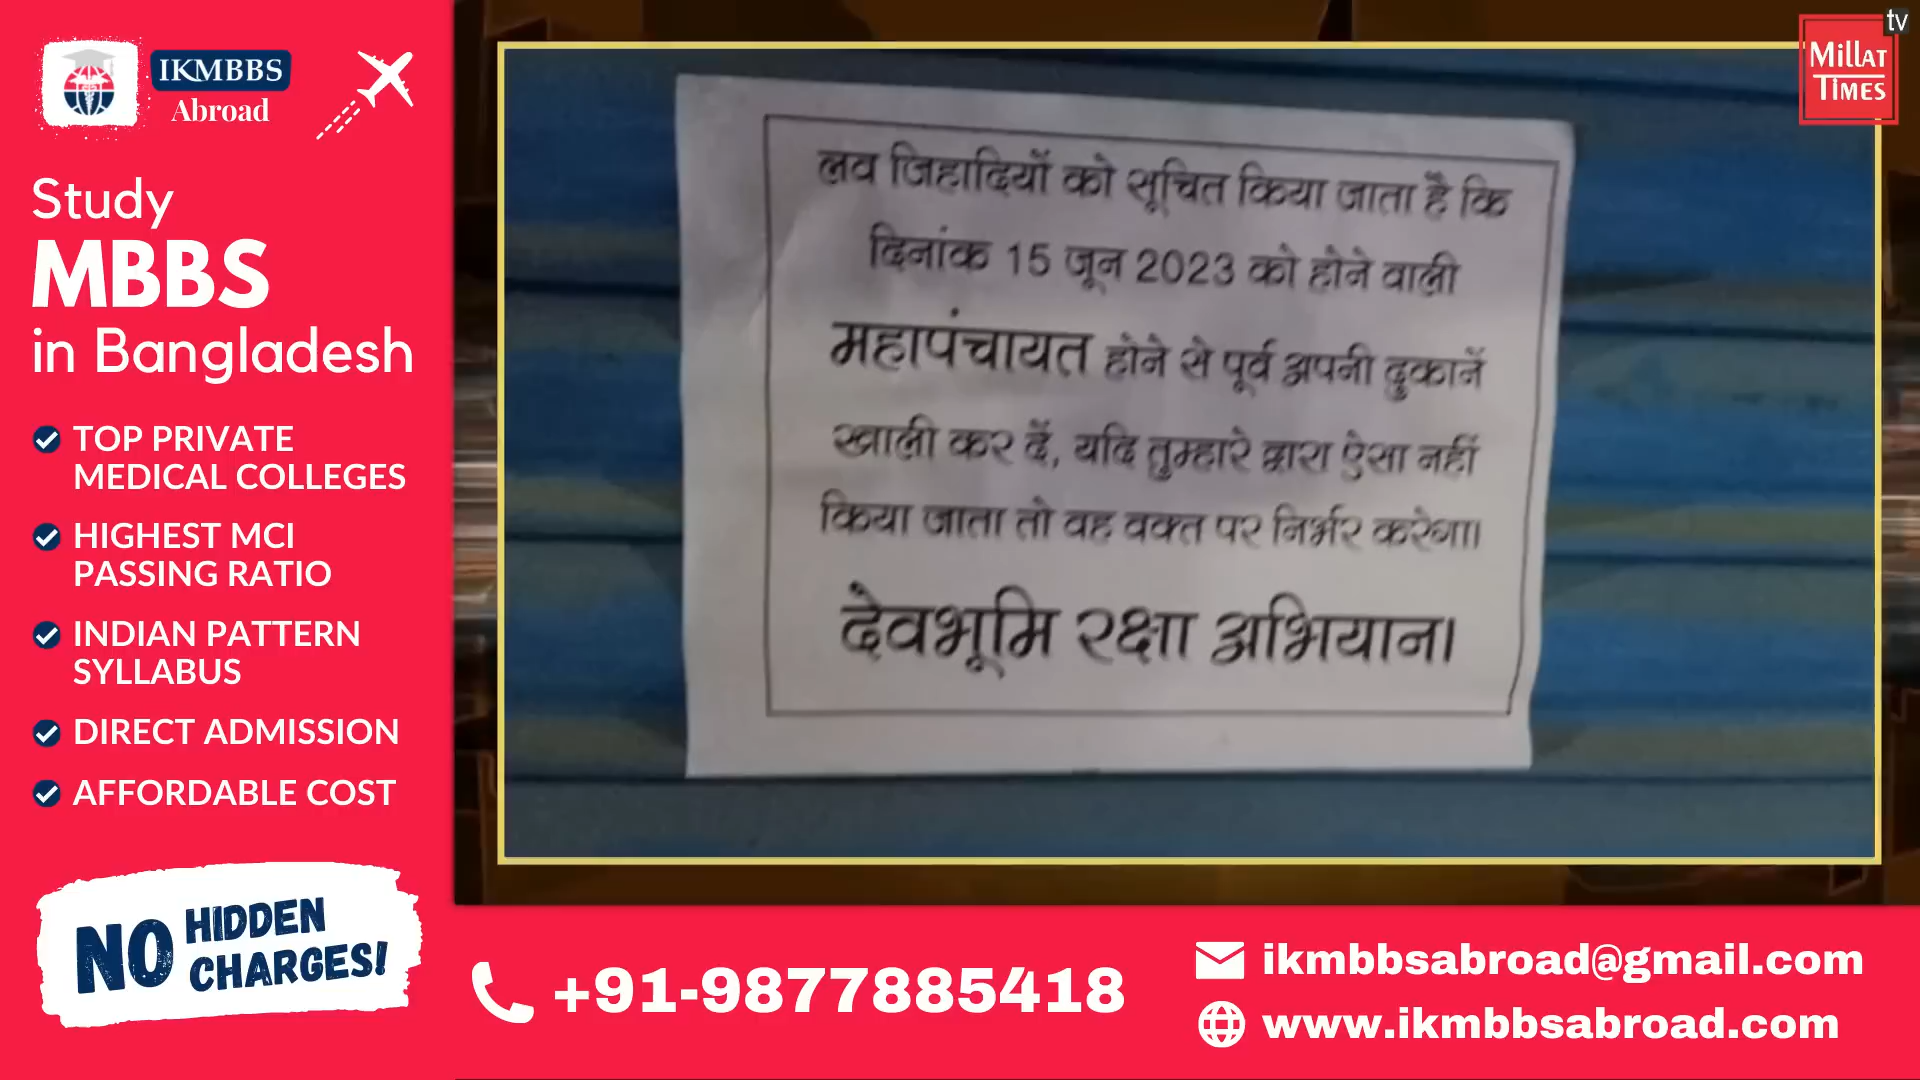 IKMBBS
Abroad
Study
MBBS
in Bangladesh
TOP PRIVATE
MEDICAL COLLEGES
HIGHEST MCI
PASSING RATIO
INDIAN PATTERN
SYLLABUS
DIRECT ADMISSION
AFFORDABLE COST
NO HIDDEN
CHARGES!
tv
MILLAT
TIMES
लव जिहादियों को सूचित किया जाता है कि
दिनांक 15 जून 2023 को होने वाली
महापंचायत होने से पूर्व अपनी दुकानें
खाली कर दें, यदि तुम्हारे द्वारा ऐसा नहीं
किया जाता तो वह वक्त पर निर्भर करेगा।
देवभूमि रक्षा अभियान।
+91-9877885418
ikmbbsabroad@gmail.com
www.ikmbbsabroad.com